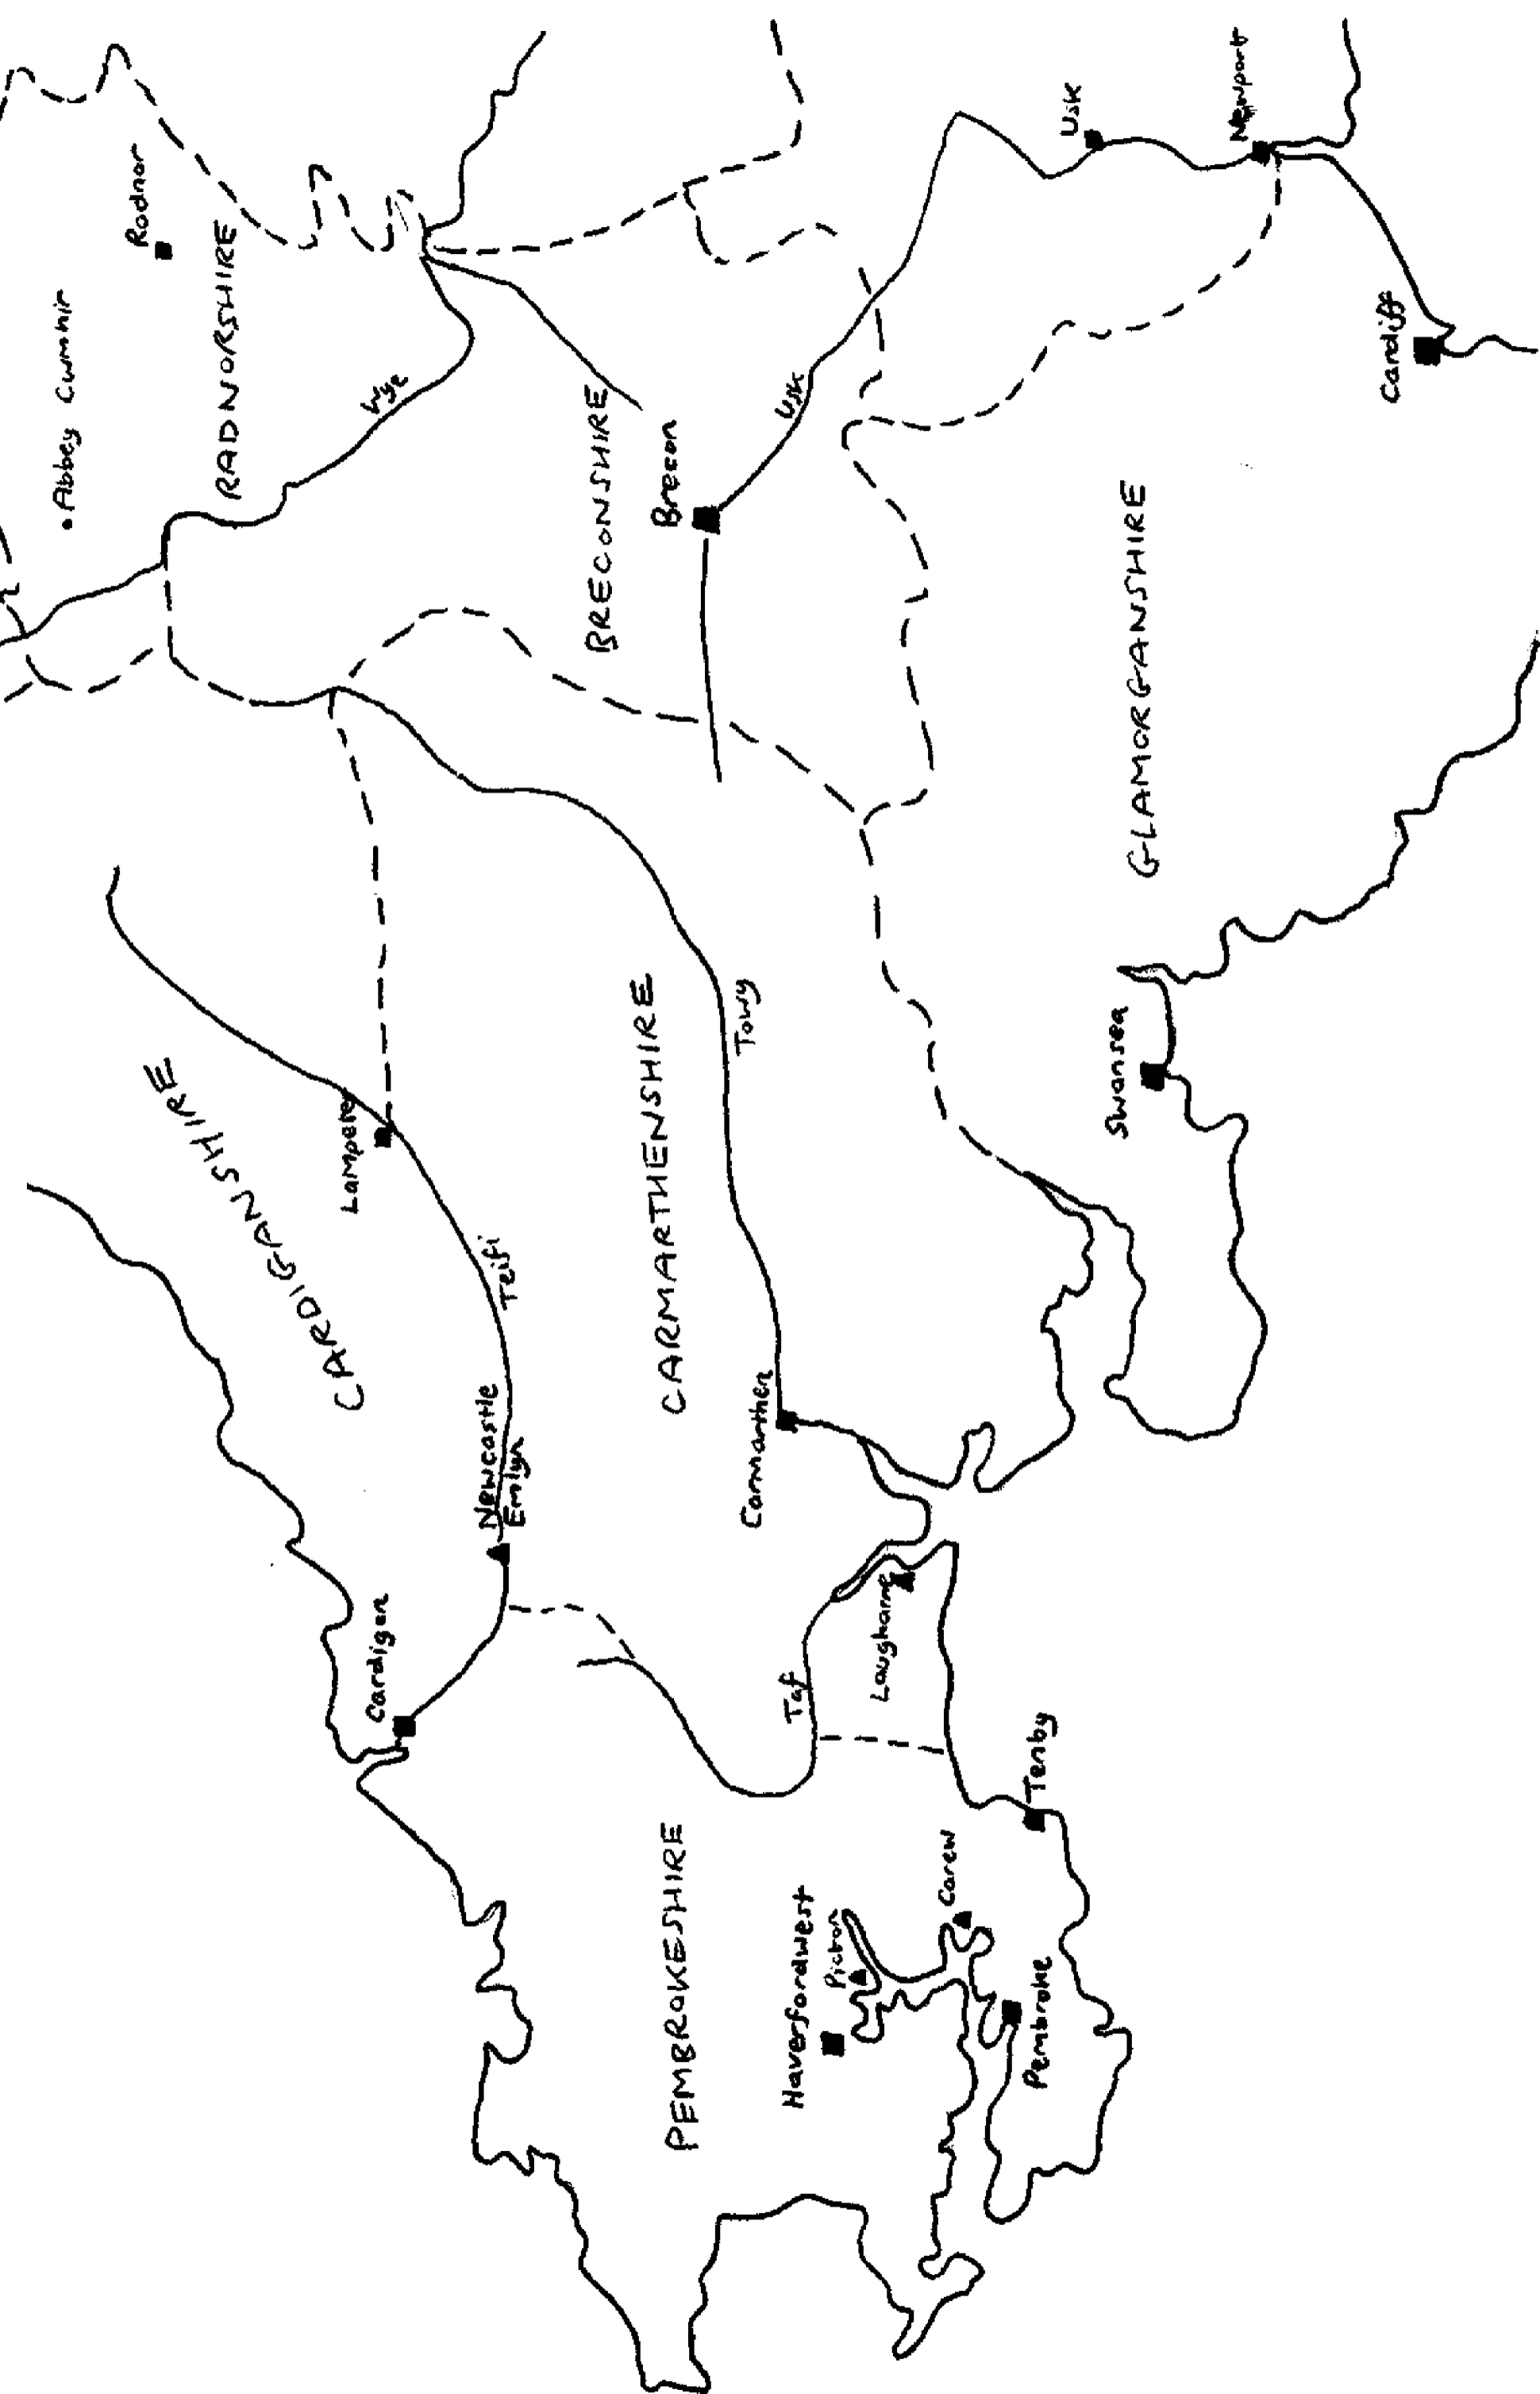 Abbey Cwmhir
Radnor
RADNORSHIRE
Wye
BRECONSHIRE
Brecon
Usk
Usk
Newport
Cardiff
GLAMORGANSHIRE
Swansea
CARDIGANSHIRE
Lampeter
Teifi
Newcastle
Emlyn
Cardigan
CARMARTHENSHIRE
Towy
Carmarthen
Taf
Laugharne
Tenby
PEMBROKESHIRE
Haverfordwest
Picton
Carew
Pembroke